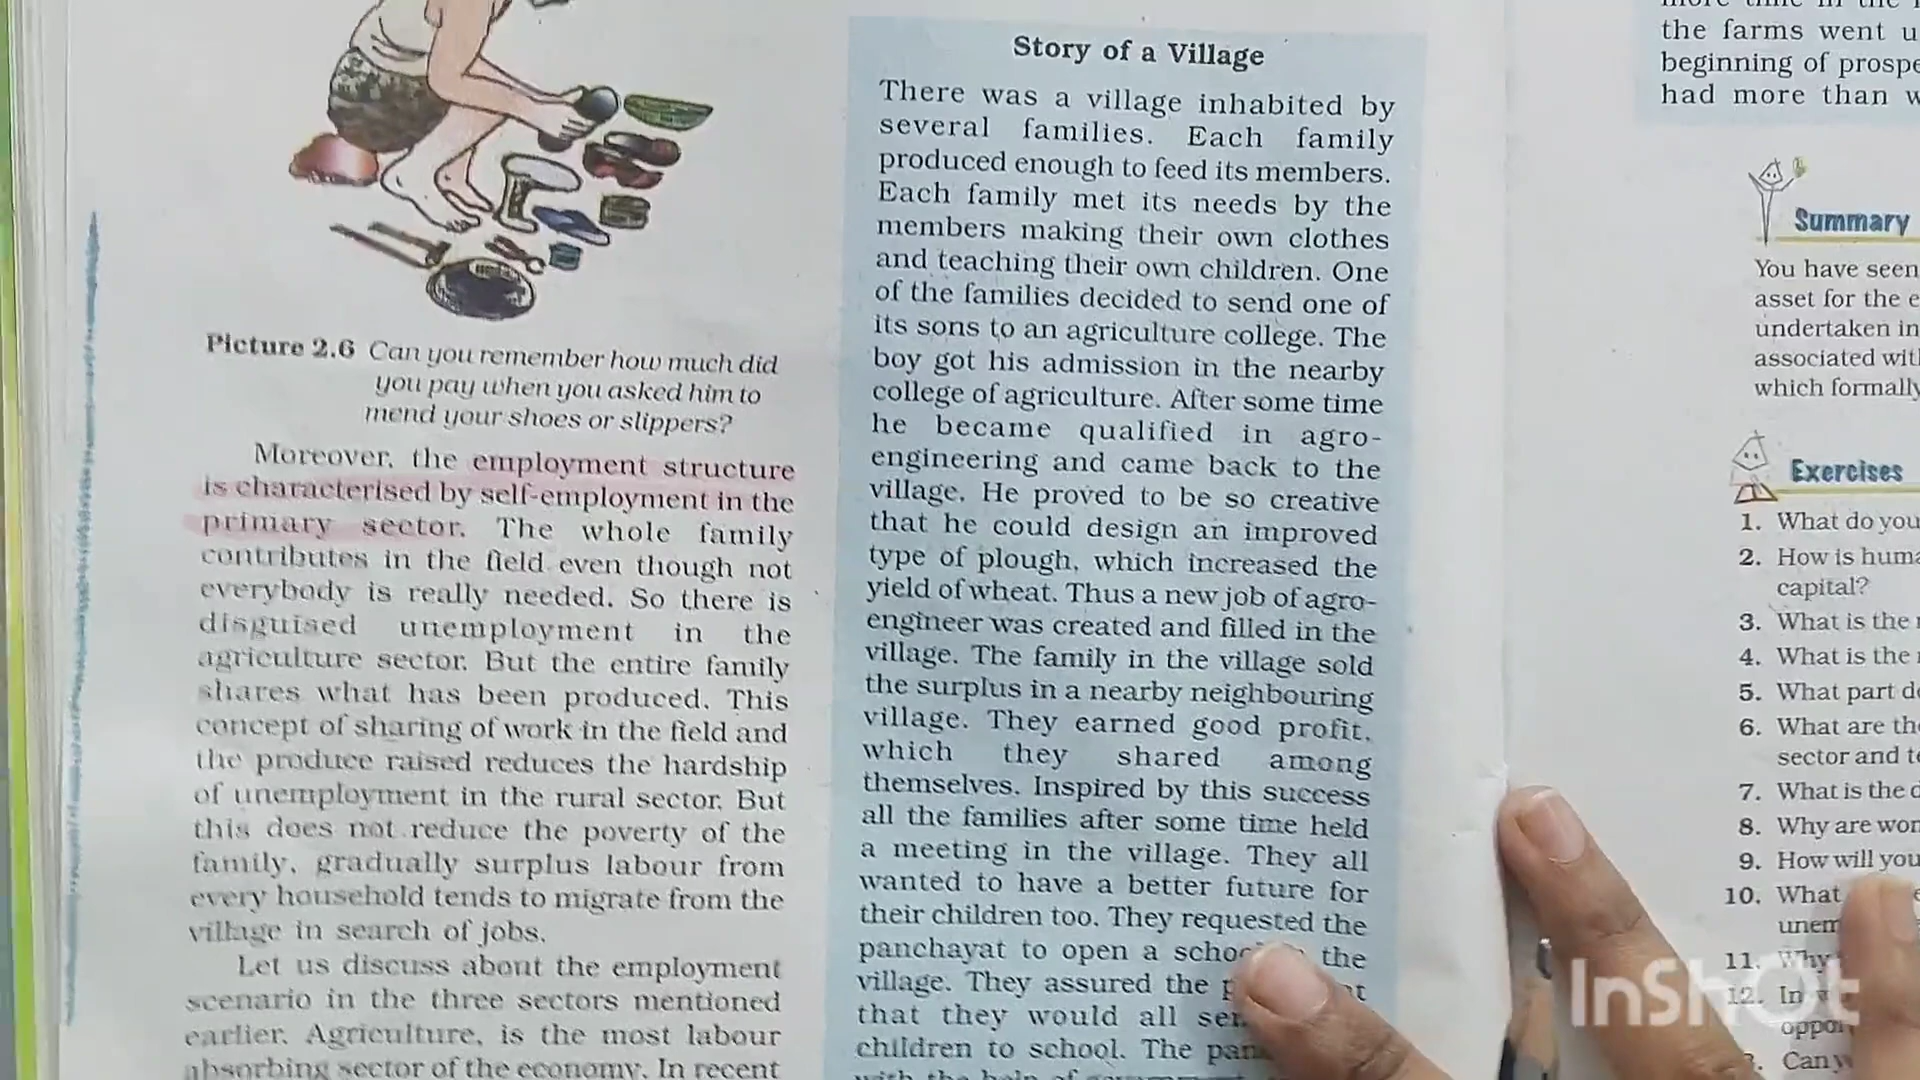 Picture 2.6 Can you remember how much did
you pay when you asked him to
mend your shoes or slippers?
Moreover, the employment structure
is characterised by self-employment in the
primary sector. The whole family
contributes in the field even though not
everybody is really needed. So there is
disguised unemployment in the
agriculture sector. But the entire family
shares what has been produced. This
concept of sharing of work in the field and
the produce raised reduces the hardship
of unemployment in the rural sector. But
this does not reduce the poverty of the
family, gradually surplus labour from
every household tends to migrate from the
village in search of jobs.
Let us discuss about the employment
scenario in the three sectors mentioned
earlier. Agriculture, is the most labour
absorbing sector of the economy. In recent
Story of a Village
There was a village inhabited by
several families. Each family
produced enough to feed its members.
Each family met its needs by the
members making their own clothes
and teaching their own children. One
of the families decided to send one of
its sons to an agriculture college. The
boy got his admission in the nearby
college of agriculture. After some time
he became qualified in agro-
engineering and came back to the
village. He proved to be so creative
that he could design an improved
type of plough, which increased the
yield of wheat. Thus a new job of agro-
engineer was created and filled in the
village. The family in the village sold
the surplus in a nearby neighbouring
village. They earned good profit,
which they shared among
themselves. Inspired by this success
all the families after some time held
a meeting in the village. They all
wanted to have a better future for
their children too. They requested the
panchayat to open a the
village. They assured the
that they would all
children to school. The
the farms went
beginning of
had more than
Summary
You have seen
asset for the
undertaken in
associated
which formally
Exercises
1. What do you
2. How is
capital?
3. What is the
4. What is the
5. What part
6. What are
sector and
7. What is the
8. Why are
9. How will you
10. What
11. Why
12. In
InShOt